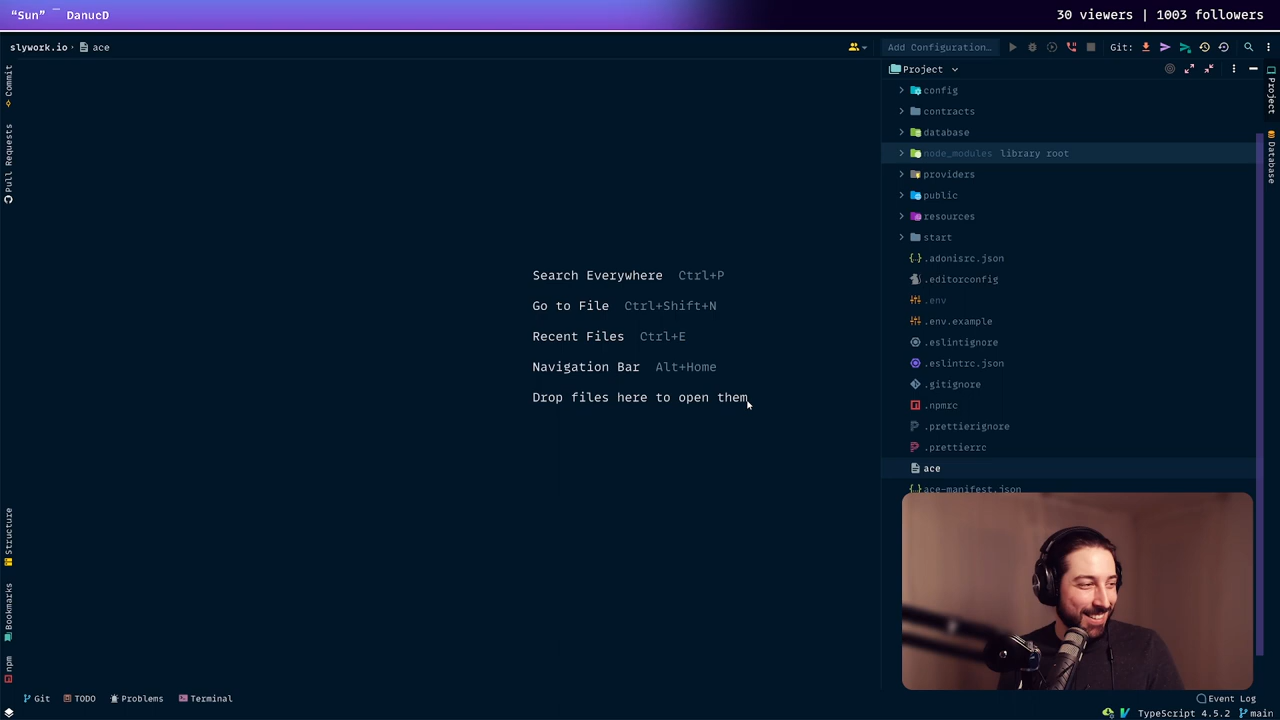 “Sun” ‾ DanucD
30 viewers | 1003 followers
slywork.io › ace
Add Configuration…
Git:
Commit
Pull Requests
Structure
Bookmarks
npm
Search Everywhere Ctrl+P
Go to File Ctrl+Shift+N
Recent Files Ctrl+E
Navigation Bar Alt+Home
Drop files here to open them
Project
config
contracts
database
node_modules library root
providers
public
resources
start
.adonisrc.json
.editorconfig
.env
.env.example
.eslintignore
.eslintrc.json
.gitignore
.npmrc
.prettierignore
.prettierrc
ace
ace-manifest.json
Project
Database
Git
TODO
Problems
Terminal
Event Log
TypeScript 4.5.2
main